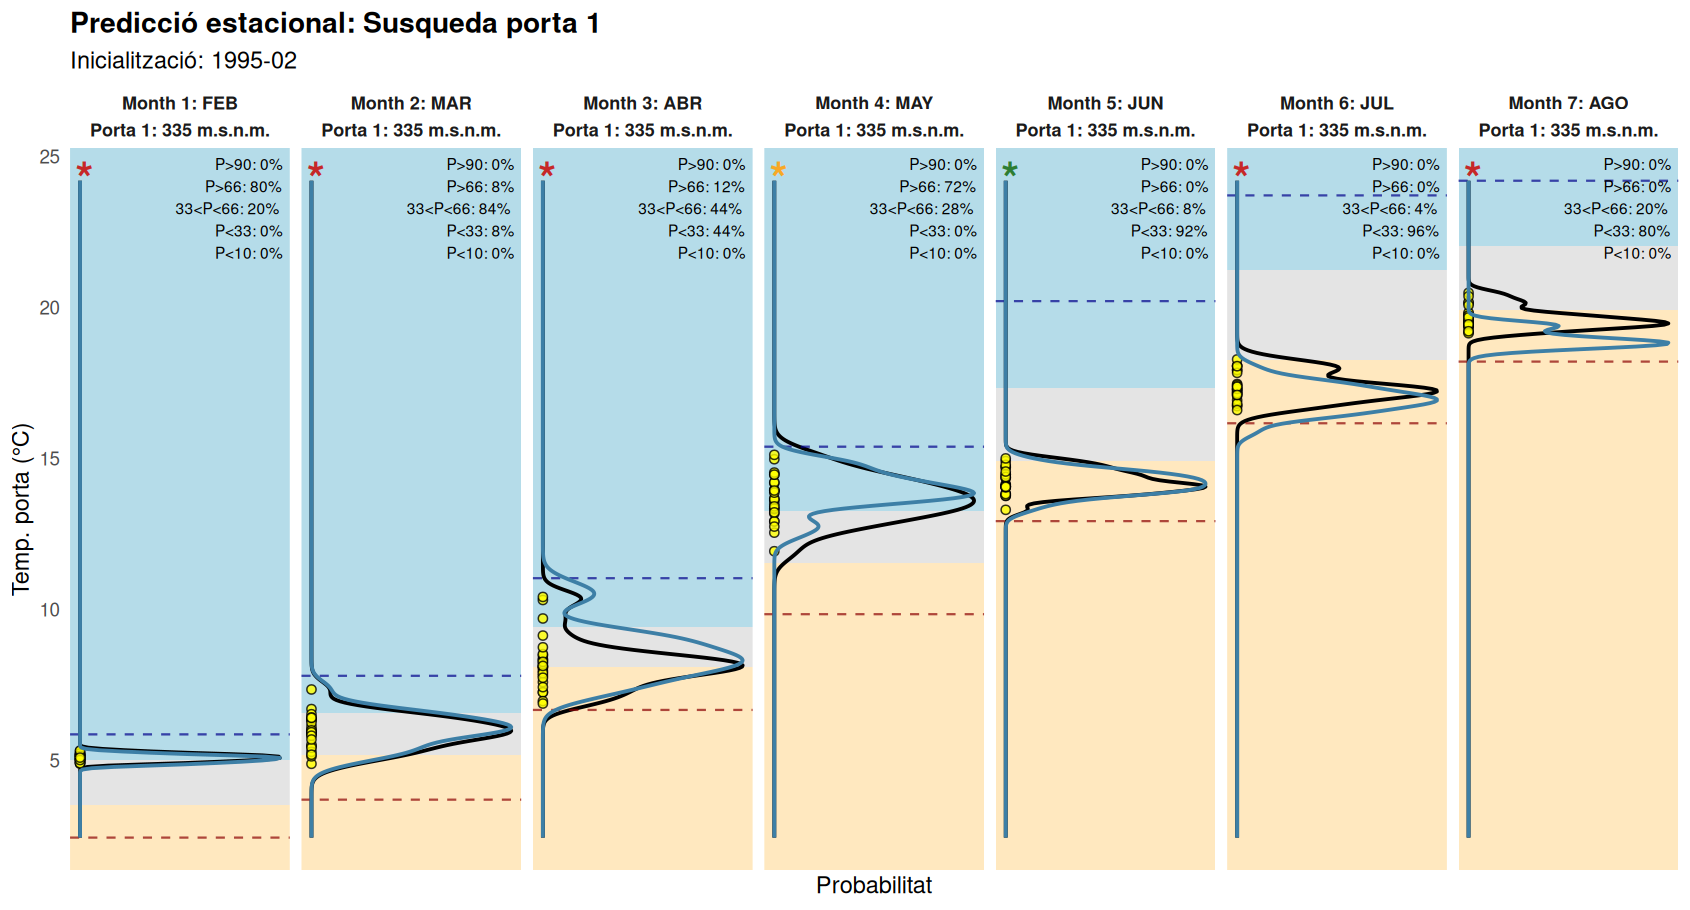 Predicció estacional: Susqueda porta 1
Inicialització: 1995-02
Month 1: FEB
Porta 1: 335 m.s.n.m.
Month 2: MAR
Porta 1: 335 m.s.n.m.
Month 3: ABR
Porta 1: 335 m.s.n.m.
Month 4: MAY
Porta 1: 335 m.s.n.m.
Month 5: JUN
Porta 1: 335 m.s.n.m.
Month 6: JUL
Porta 1: 335 m.s.n.m.
Month 7: AGO
Porta 1: 335 m.s.n.m.
Temp. porta (°C)
25
20
15
10
5
*
P>90: 0%
P>66: 80%
33<P<66: 20%
P<33: 0%
P<10: 0%
*
P>90: 0%
P>66: 8%
33<P<66: 84%
P<33: 8%
P<10: 0%
*
P>90: 0%
P>66: 12%
33<P<66: 44%
P<33: 44%
P<10: 0%
*
P>90: 0%
P>66: 72%
33<P<66: 28%
P<33: 0%
P<10: 0%
*
P>90: 0%
P>66: 0%
33<P<66: 8%
P<33: 92%
P<10: 0%
*
P>90: 0%
P>66: 0%
33<P<66: 4%
P<33: 96%
P<10: 0%
*
P>90: 0%
P>66: 0%
33<P<66: 20%
P<33: 80%
P<10: 0%
Probabilitat